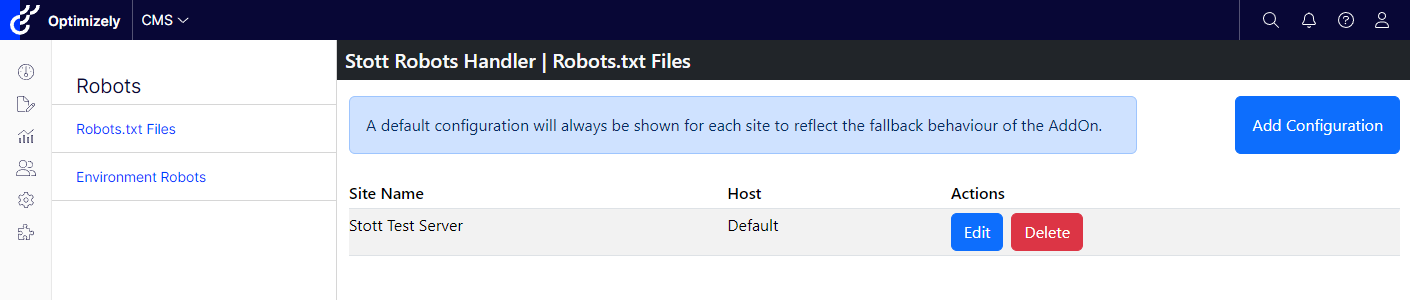 Optimizely CMS
Stott Robots Handler | Robots.txt Files
Robots
Robots.txt Files
Environment Robots
A default configuration will always be shown for each site to reflect the fallback behaviour of the AddOn.
Add Configuration
Site Name Host Actions
Stott Test Server Default Edit Delete